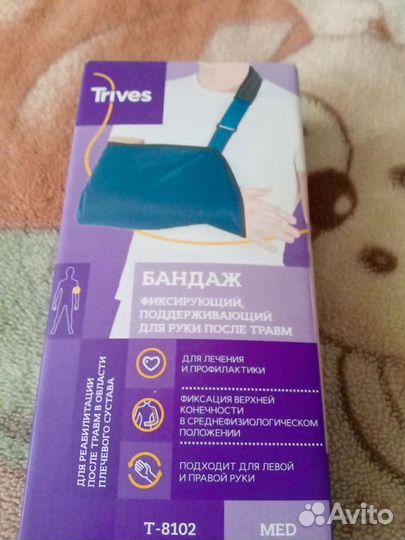 Trives
БАНДАЖ
ФИКСИРУЮЩИЙ,
ПОДДЕРЖИВАЮЩИЙ
ДЛЯ РУКИ ПОСЛЕ ТРАВМ
ДЛЯ ЛЕЧЕНИЯ
И ПРОФИЛАКТИКИ
ФИКСАЦИЯ ВЕРХНЕЙ
КОНЕЧНОСТИ
В СРЕДНЕФИЗИОЛОГИЧЕСКОМ
ПОЛОЖЕНИИ
ПОДХОДИТ ДЛЯ ЛЕВОЙ
И ПРАВОЙ РУКИ
ДЛЯ РЕАБИЛИТАЦИИ
ПОСЛЕ ТРАВМ В ОБЛАСТИ
ПЛЕЧЕВОГО СУСТАВА
Т-8102
MED
Avito